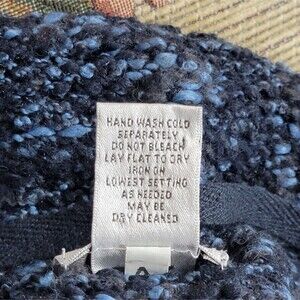 HAND WASH COLD
SEPARATELY
DO NOT BLEACH
LAY FLAT TO DRY
IRON ON
LOWEST SETTING
AS NEEDED
MAY BE
DRY CLEANED